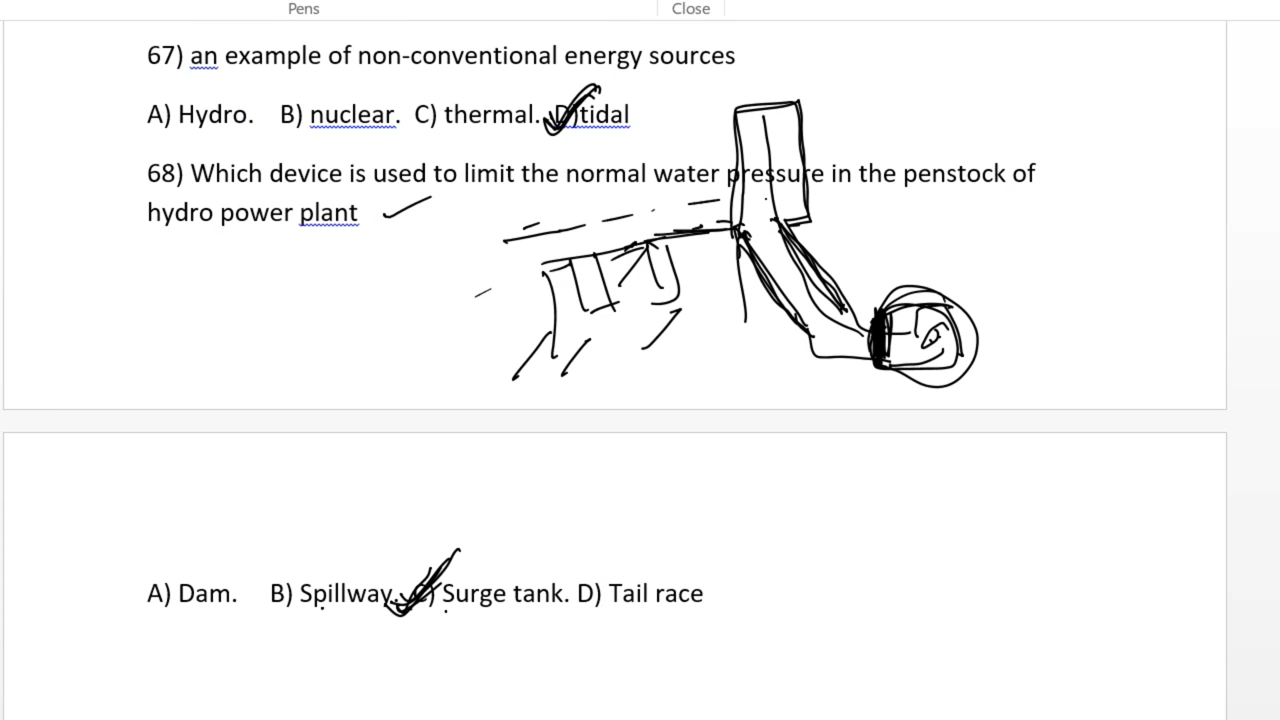 Pens Close
67) an example of non-conventional energy sources
A) Hydro. B) nuclear. C) thermal. D)tidal
68) Which device is used to limit the normal water pressure in the penstock of
hydro power plant
A) Dam. B) Spillway. C) Surge tank. D) Tail race